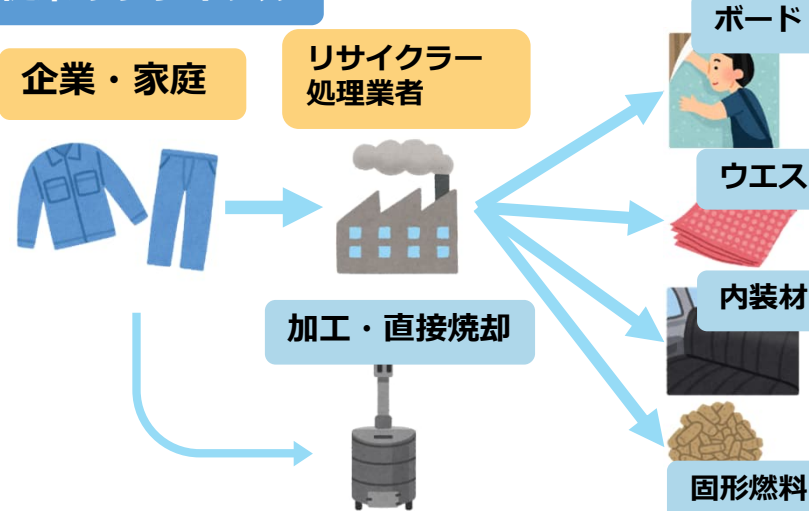 企業・家庭
リサイクラー
処理業者
ボード
ウエス
内装材
加工・直接焼却
固形燃料